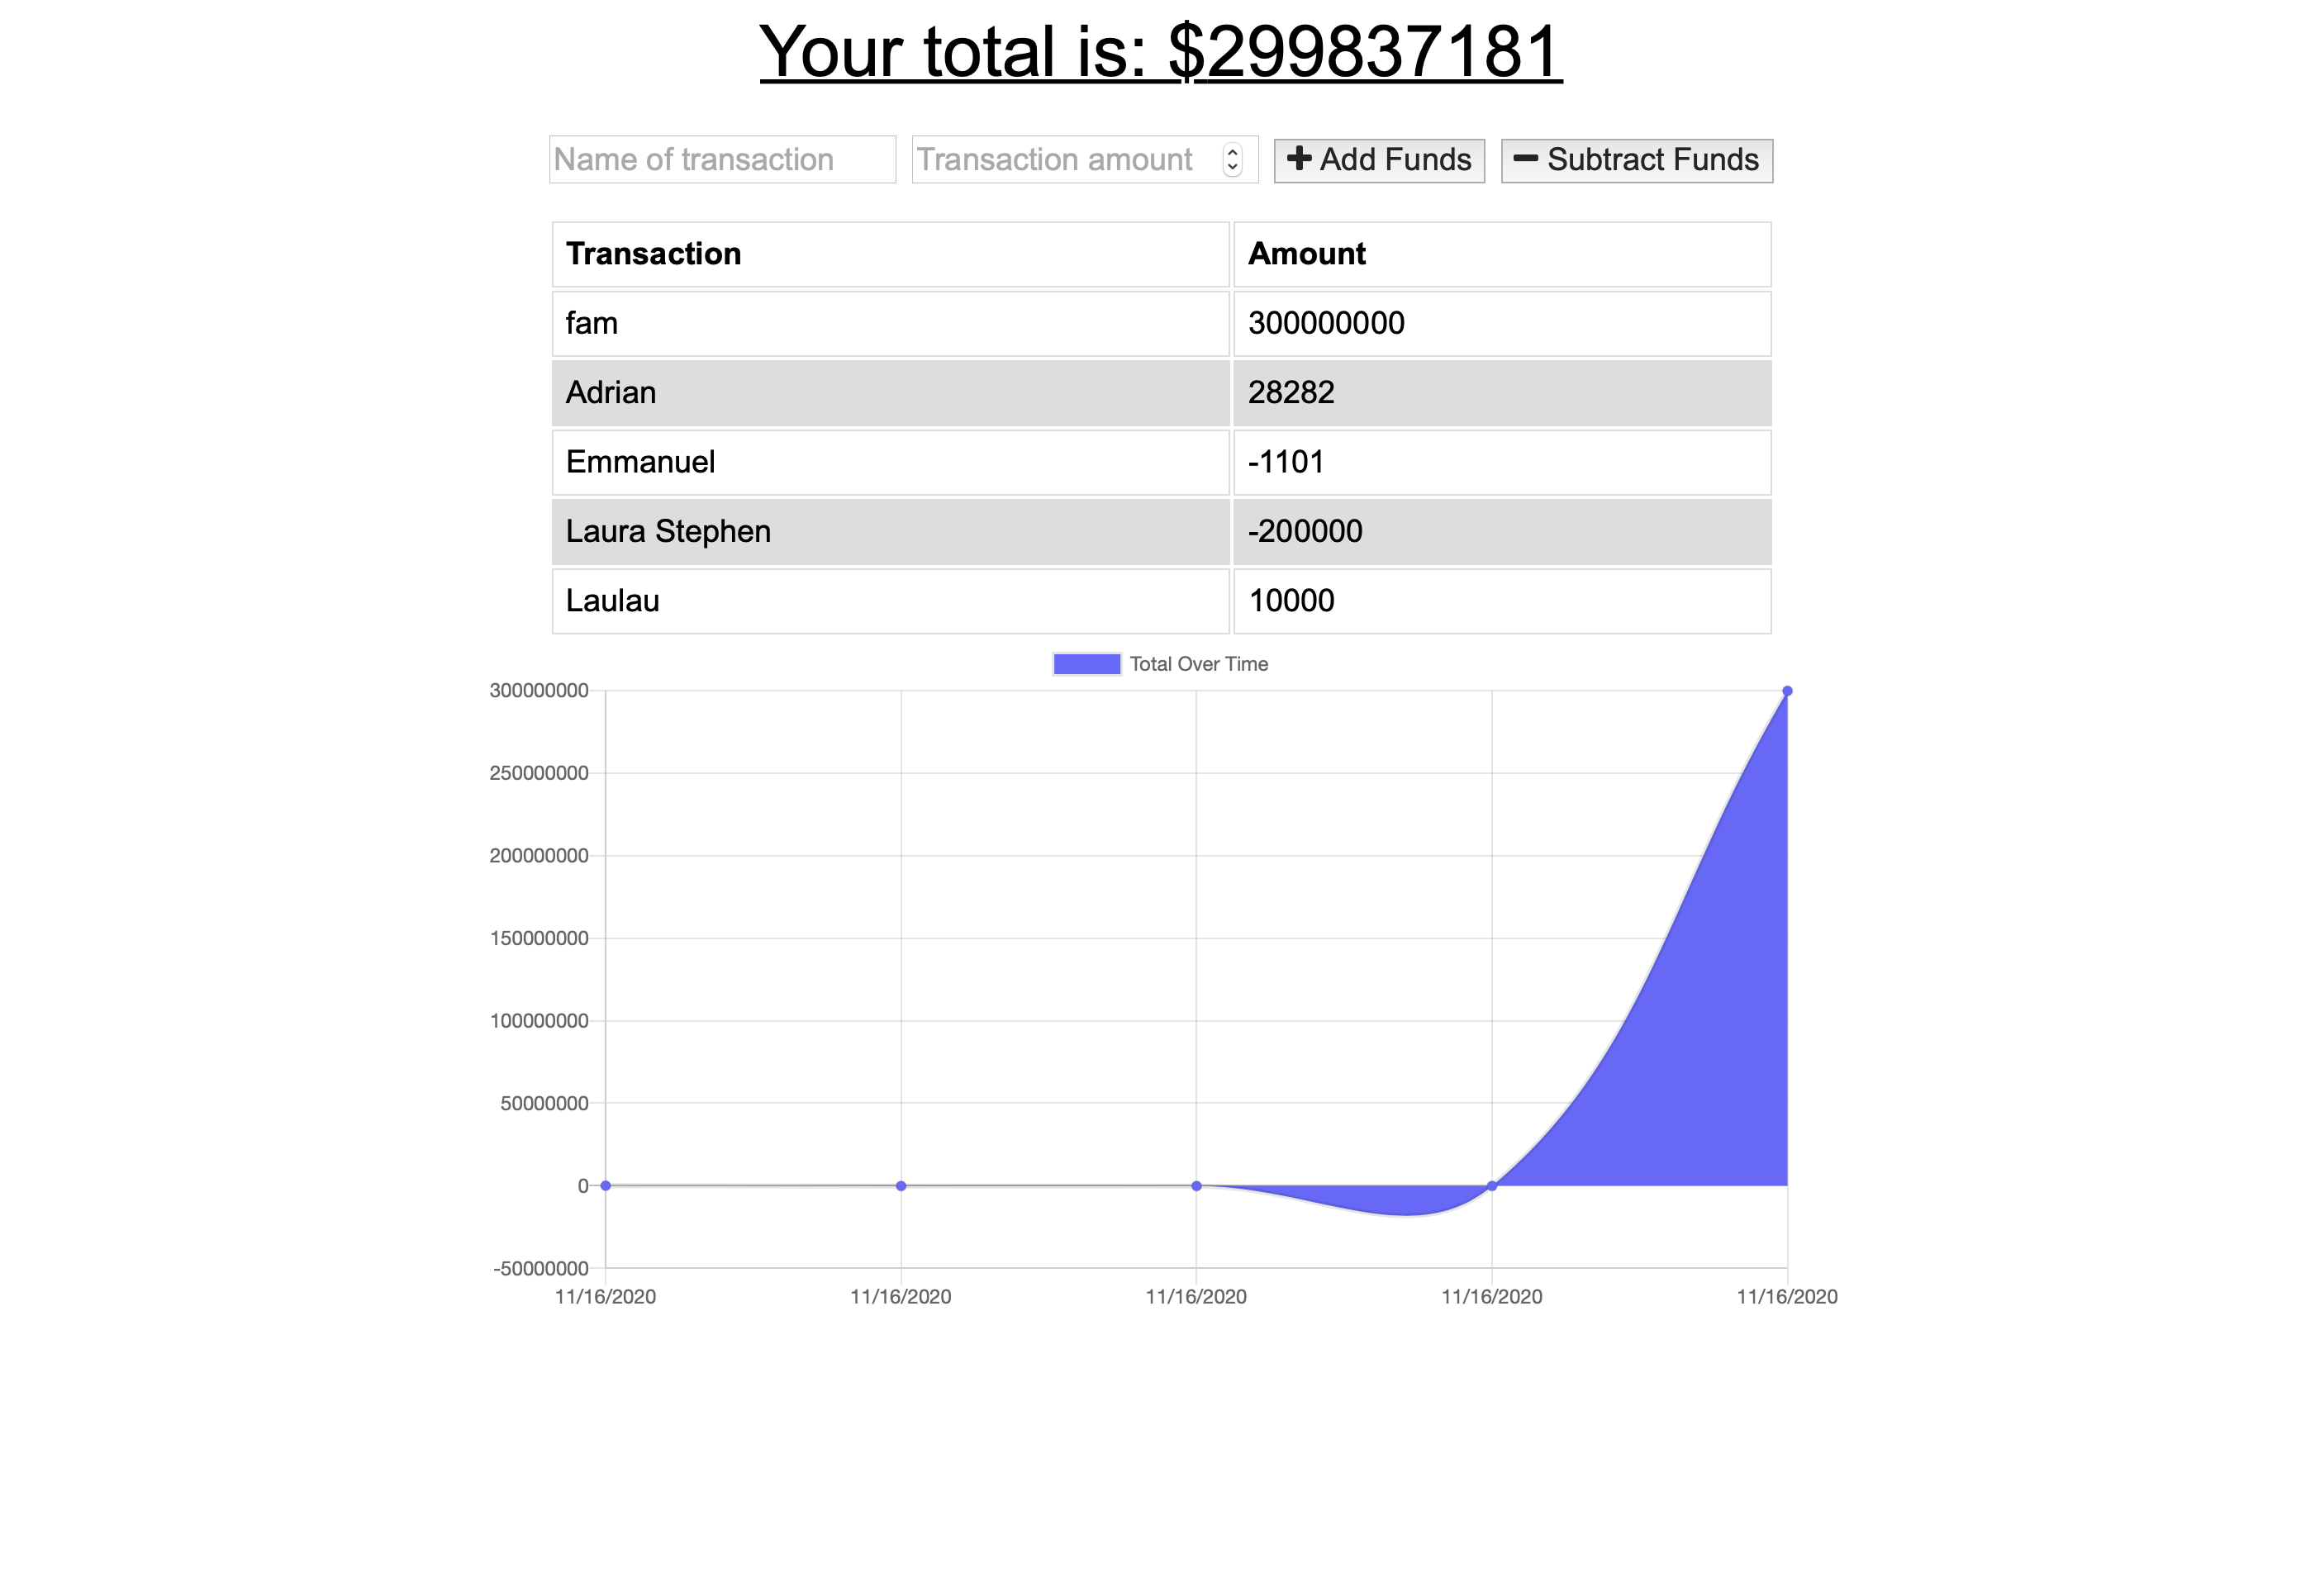 Your total is: $299837181
Name of transaction Transaction amount Add Funds Subtract Funds
Transaction Amount
fam 300000000
Adrian 28282
Emmanuel -1101
Laura Stephen -200000
Laulau 10000
Total Over Time
300000000
250000000
200000000
150000000
100000000
50000000
0
-50000000
11/16/2020 11/16/2020 11/16/2020 11/16/2020 11/16/2020